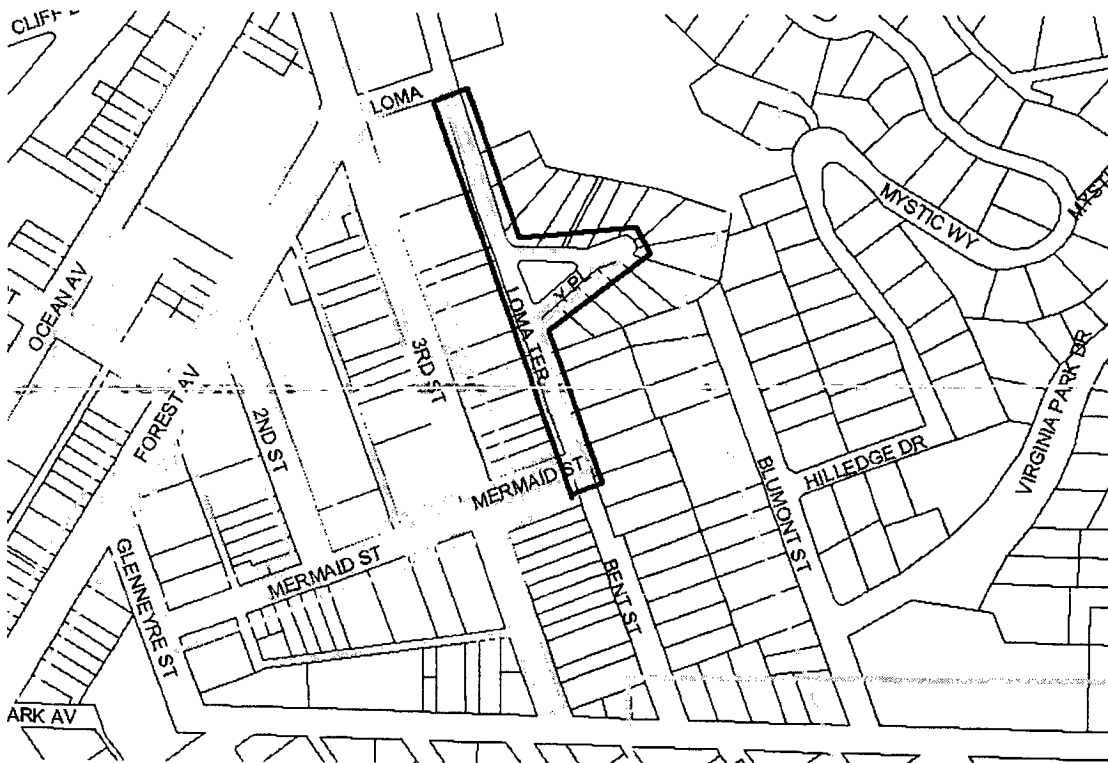 CLIFF
LOMA
MYSTIC WY
OCEAN AV
LOMA TER
3RD ST
FOREST AV
2ND ST
VIRGINIA PARK DR
MERMAID ST
HILLEDGE DR
BLUMONT ST
MERMAID ST
GLENNEYRE ST
BENT ST
ARK AV